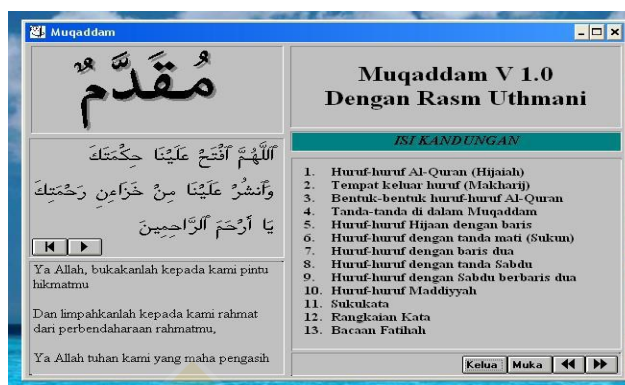 Muqaddam
مُقَدَّمٌ
ٱللَّهُمَّ ٱفْتَحْ عَلَيْنَا حِكْمَتَكَ
وَٱنشُرْ عَلَيْنَا مِنْ خَزَاءِنِ رَحْمَتِكَ
يَا أَرْحَمَ ٱلرَّاحِمِينَ
Ya Allah, bukakanlah kepada kami pintu
hikmatmu
Dan limpahkanlah kepada kami rahmat
dari perbendaharaan rahmatmu,
Ya Allah tuhan kami yang maha pengasih
Muqaddam V 1.0
Dengan Rasm Uthmani
ISI KANDUNGAN
1. Huruf-huruf Al-Quran (Hijaiah)
2. Tempat keluar huruf (Makharij)
3. Bentuk-bentuk huruf-huruf Al-Quran
4. Tanda-tanda di dalam Muqaddam
5. Huruf-huruf Hijaan dengan baris
6. Huruf-huruf dengan tanda mati (Sukun)
7. Huruf-huruf dengan baris dua
8. Huruf-huruf dengan tanda Sabdu
9. Huruf-huruf dengan Sabdu berbaris dua
10. Huruf-huruf Maddiyyah
11. Sukukata
12. Rangkaian Kata
13. Bacaan Fatihah
Kelua Muka